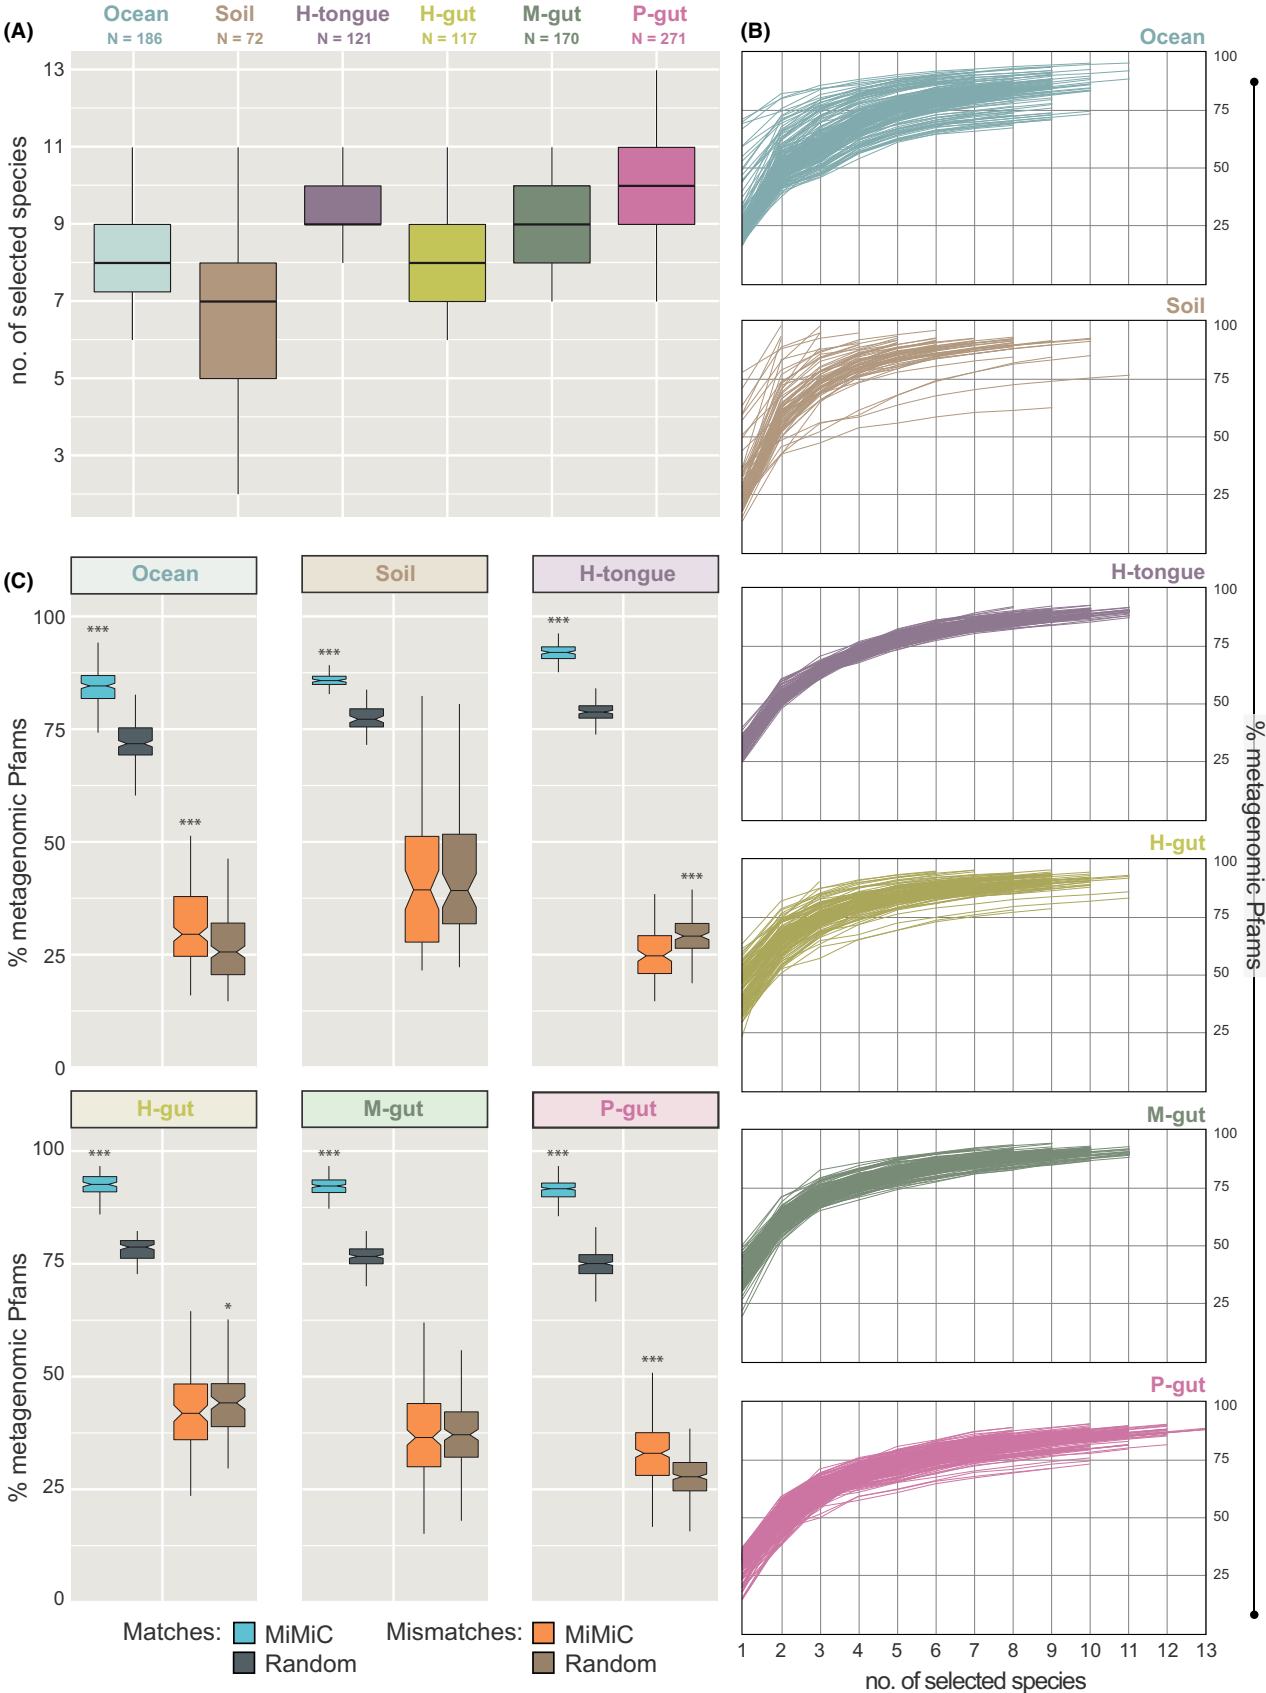 (A)
Ocean Soil H-tongue H-gut M-gut P-gut
N = 186 N = 72 N = 121 N = 117 N = 170 N = 271
13
11
9
7
5
3
no. of selected species
(B)
Ocean
100
75
50
25
Soil
100
75
50
25
H-tongue
100
75
50
25
H-gut
100
75
50
25
M-gut
100
75
50
25
P-gut
100
75
50
25
1 2 3 4 5 6 7 8 9 10 11 12 13
no. of selected species
% metagenomic Pfams
(C)
Ocean Soil H-tongue
100
75
50
25
0
% metagenomic Pfams
*** *** ***
*** ***
H-gut M-gut P-gut
100
75
50
25
0
% metagenomic Pfams
*** *** ***
* ***
Matches: MiMiC Mismatches: MiMiC
Random Random